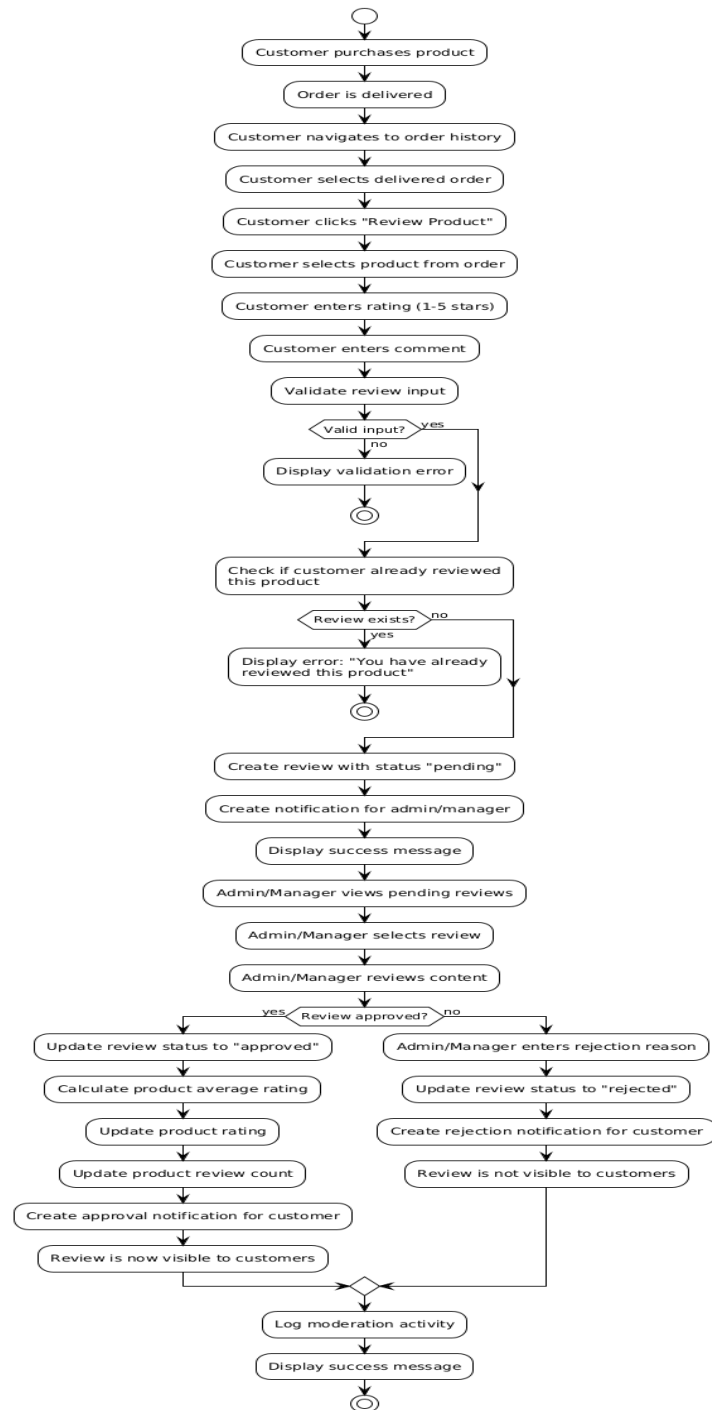 Customer purchases product
Order is delivered
Customer navigates to order history
Customer selects delivered order
Customer clicks "Review Product"
Customer selects product from order
Customer enters rating (1-5 stars)
Customer enters comment
Validate review input
Valid input?
yes
no
Display validation error
Check if customer already reviewed
this product
Review exists?
no
yes
Display error: "You have already
reviewed this product"
Create review with status "pending"
Create notification for admin/manager
Display success message
Admin/Manager views pending reviews
Admin/Manager selects review
Admin/Manager reviews content
yes
Review approved?
no
Update review status to "approved"
Calculate product average rating
Update product rating
Update product review count
Create approval notification for customer
Review is now visible to customers
Admin/Manager enters rejection reason
Update review status to "rejected"
Create rejection notification for customer
Review is not visible to customers
Log moderation activity
Display success message